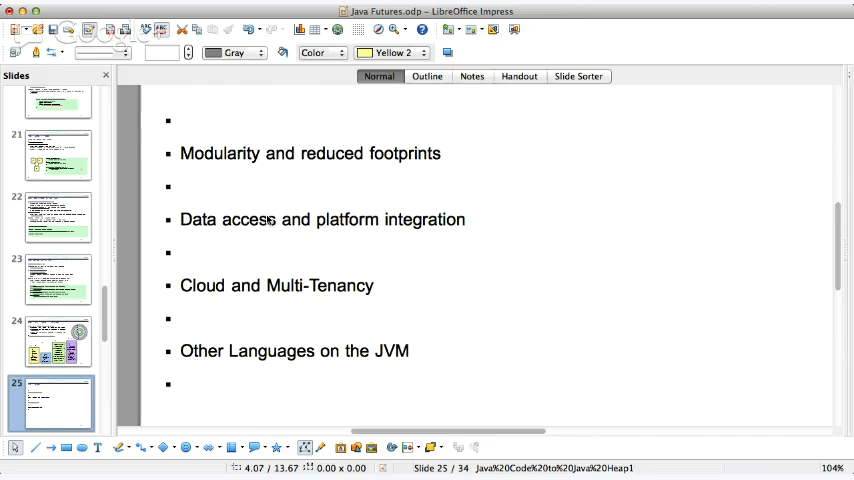 Java Futures.odp - LibreOffice Impress
Gray
Color
Yellow 2
Slides
Normal
Outline
Notes
Handout
Slide Sorter
Modularity and reduced footprints
Data access and platform integration
Cloud and Multi-Tenancy
Other Languages on the JVM
21
22
23
24
25
4.07 / 13.67
0.00 x 0.00
Slide 25 / 34
Java%20Code%20to%20Java%20Heap1
104%